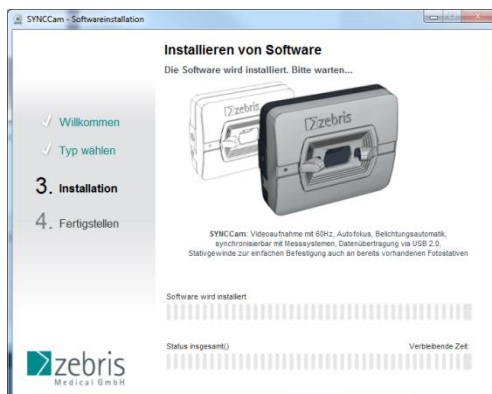 SYNCCam - Softwareinstallation
Installieren von Software
Die Software wird installiert. Bitte warten...
zebris
zebris
Willkommen
Typ wählen
3. Installation
4. Fertigstellen
SYNCCam: Videoaufnahme mit 60Hz, Autofokus, Belichtungsautomatik,
synchronisierbar mit Messsystemen, Datenübertragung via USB 2.0,
Stativgewinde zur einfachen Befestigung auch an bereits vorhandenen Fotostativen
Software wird installiert
Status insgesamt() Verbleibende Zeit:
zebris
Medical GmbH